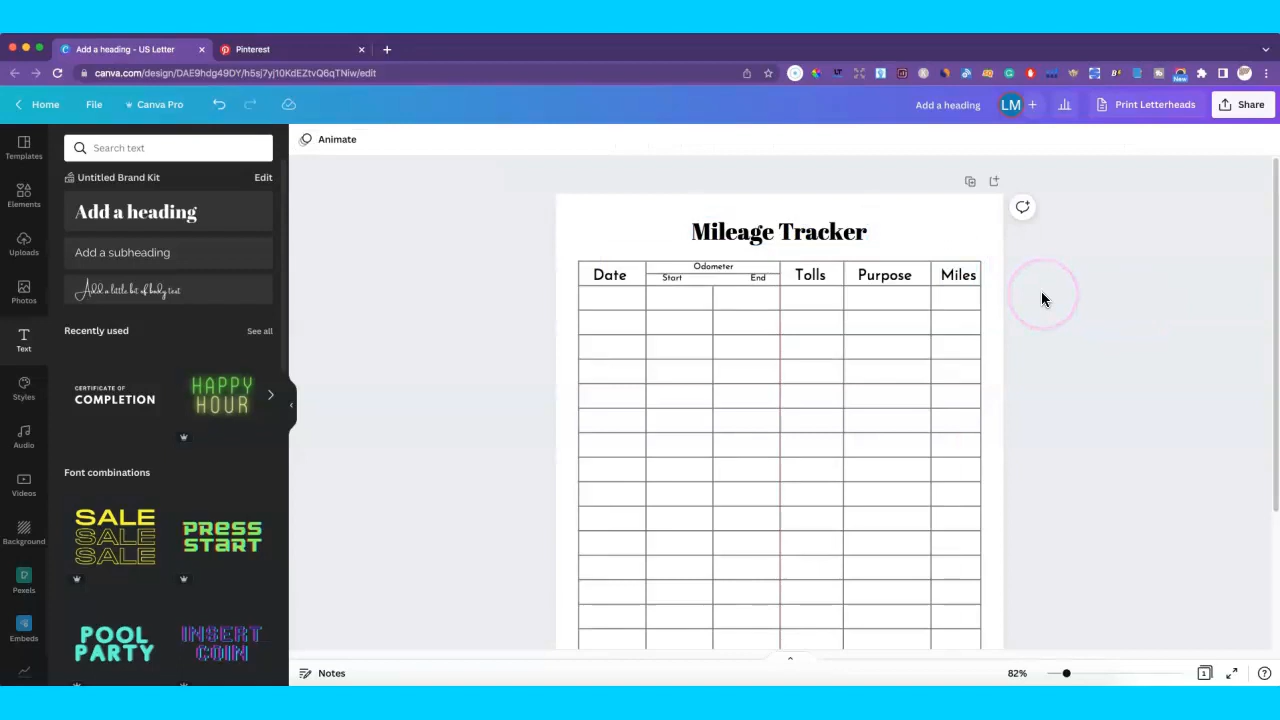 Add a heading - US Letter
Pinterest
canva.com/design/DAE9hdg49DY/h5sj7yj10KdEZtvQ6qTNiw/edit
New
Home
File
Canva Pro
Add a heading
LM
Print Letterheads
Share
Templates
Elements
Uploads
Photos
Text
Styles
Audio
Videos
Background
Pexels
Embeds
Search text
Untitled Brand Kit
Edit
Add a heading
Add a subheading
Add a little bit of body text
Recently used
See all
CERTIFICATE OF
COMPLETION
HAPPY
HOUR
Font combinations
SALE
SALE
SALE
PRESS
START
POOL
PARTY
INSERT
COIN
Animate
Mileage Tracker
Date
Odometer
Start
End
Tolls
Purpose
Miles
Notes
82%
1